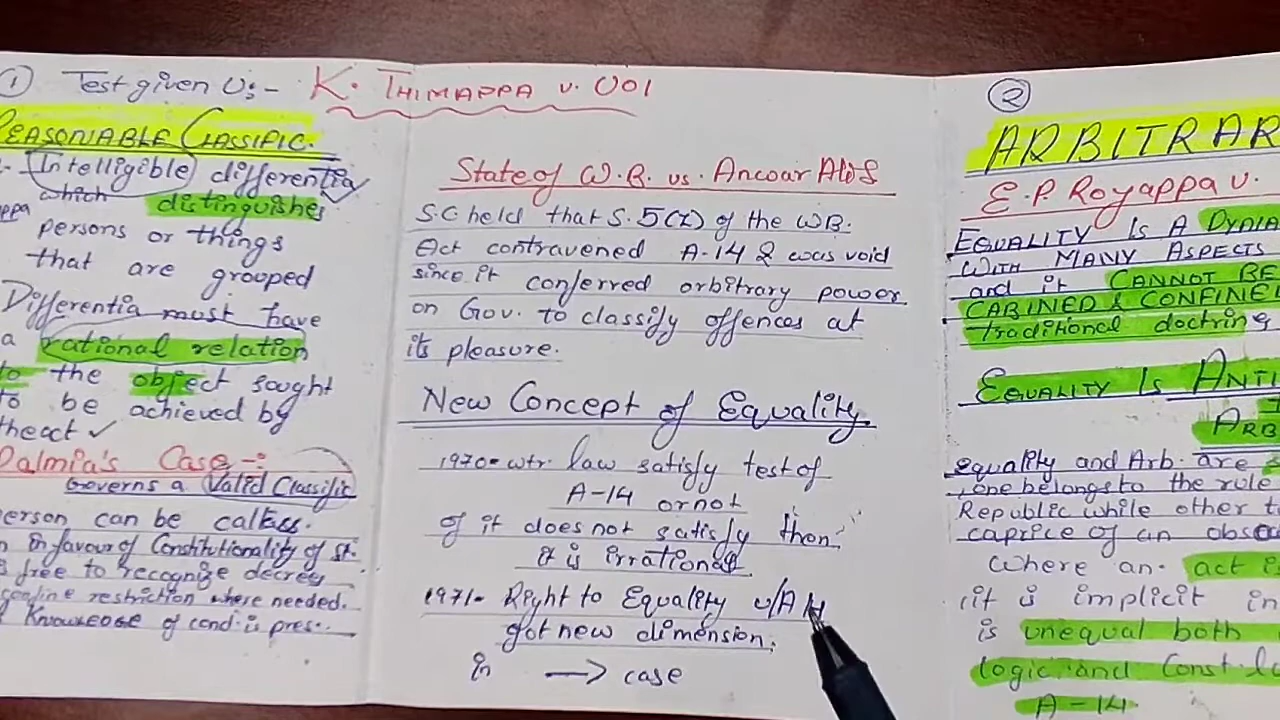 ① Test given U:- K. THIMAPPA v. UOI
REASONABLE CLASSIFIC.
Intelligible differentia
which distinguishes
persons or things
that are grouped
Differentia must have
a rational relation
to the object sought
to be achieved by
the act ✓
Dalmia's Case -:
Governs a Valid Classific
person can be
in favour of Constitutionality of st.
is free to recognize decree
restriction where needed.
Knowledge of cond. is pres.
State of W.B. vs. Anwar Ali
S.C held that S. 5(1) of the WB.
Act contravened A-14 & was void
since it conferred arbitrary power
on Gov. to classify offences at
its pleasure.
New Concept of Equality
1970- law satisfy test of
A-14 or not
of it does not satisfy then
it is irrational
1971- Right to Equality u/A 14
got new dimension.
in → case
②
ARBITRAR
E.P. Royappa v.
EQUALITY IS A DYNA
WITH MANY ASPECTS
and it CANNOT BE
CABINED & CONFINE
traditional doctrine
EQUALITY IS ANTI
ARB
equality and Arb. are
, one belongs to the rule
Republic while other to
caprice of an abso
where an act is
it is implicit in
is unequal both
logic and Const. la
A-14